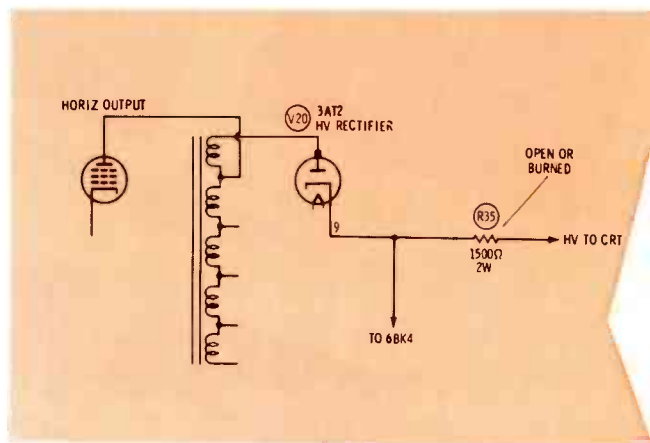 HORIZ OUTPUT
V20
3AT2
HV RECTIFIER
OPEN OR
BURNED
9
R35
1500Ω
2W
HV TO CRT
TO 6BK4